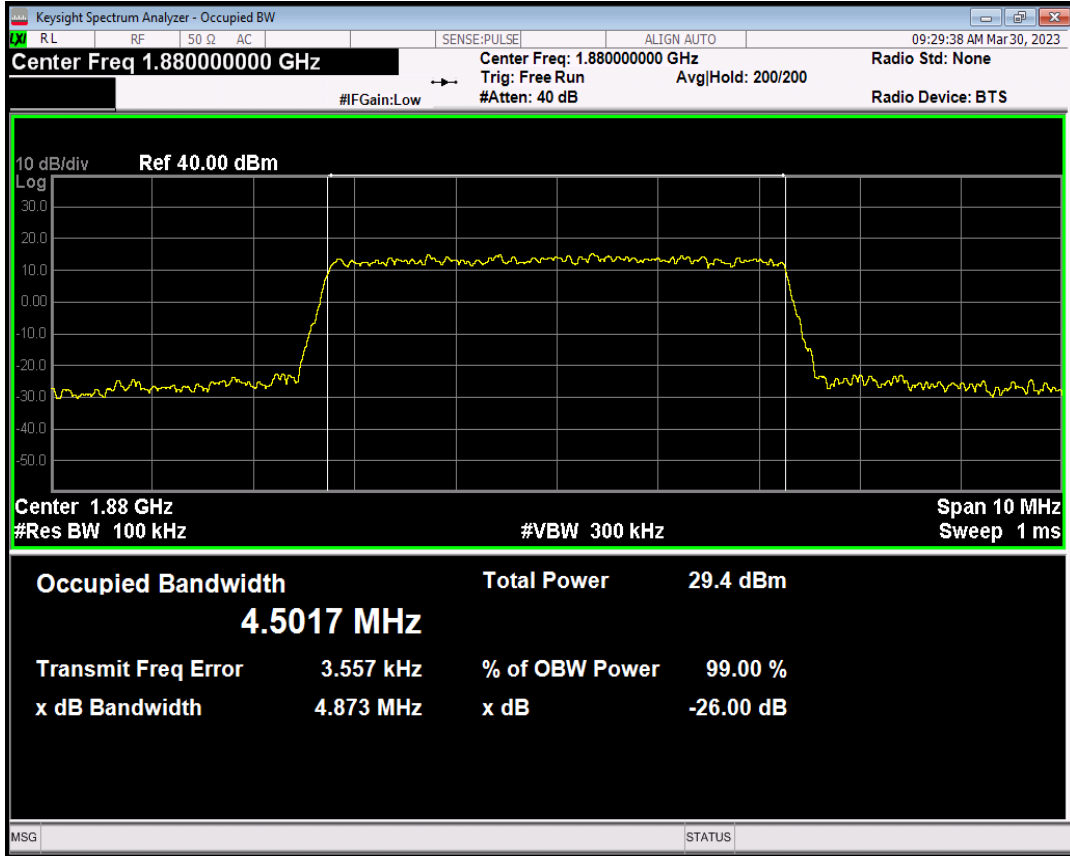 Keysight Spectrum Analyzer - Occupied BW
LXI RL RF 50 Ω AC SENSE:PULSE ALIGN AUTO 09:29:38 AM Mar 30, 2023
Center Freq 1.880000000 GHz Center Freq: 1.880000000 GHz Radio Std: None
Trig: Free Run Avg|Hold: 200/200
#IFGain:Low #Atten: 40 dB Radio Device: BTS
10 dB/div Ref 40.00 dBm
Log
30.0
20.0
10.0
0.00
-10.0
-20.0
-30.0
-40.0
-50.0
Center 1.88 GHz Span 10 MHz
#Res BW 100 kHz #VBW 300 kHz Sweep 1 ms
Occupied Bandwidth Total Power 29.4 dBm
4.5017 MHz
Transmit Freq Error 3.557 kHz % of OBW Power 99.00 %
x dB Bandwidth 4.873 MHz x dB -26.00 dB
MSG STATUS